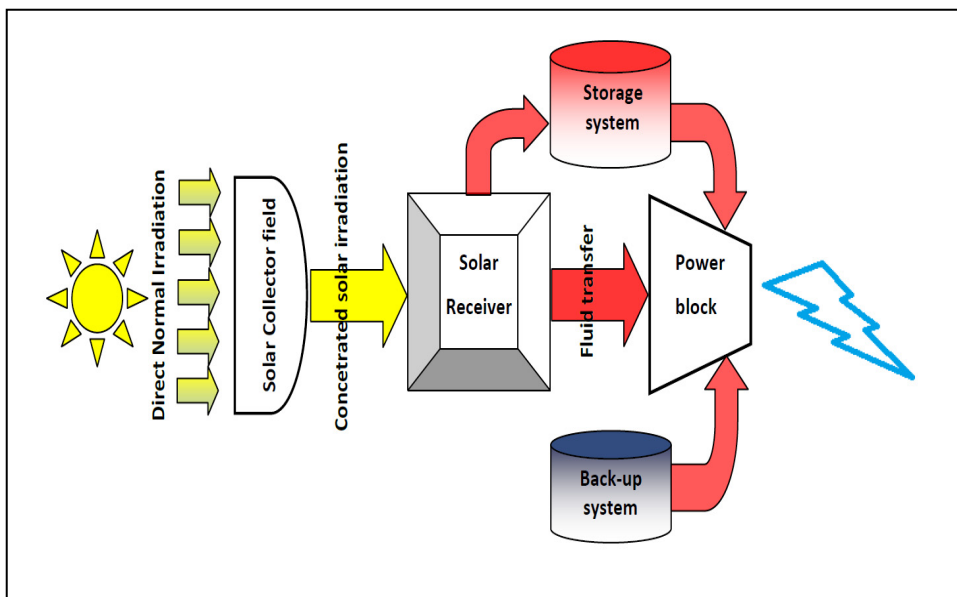 Direct Normal Irradiation
Solar Collector field
Concetrated solar irradiation
Solar
Receiver
Fluid transfer
Storage
system
Power
block
Back-up
system